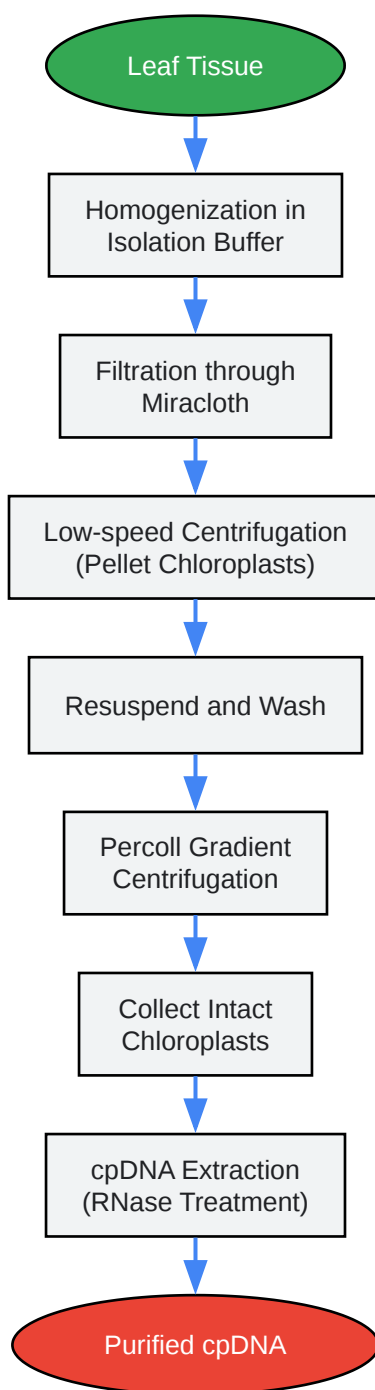 Leaf Tissue
Homogenization in
Isolation Buffer
Filtration through
Miracloth
Low-speed Centrifugation
(Pellet Chloroplasts)
Resuspend and Wash
Percoll Gradient
Centrifugation
Collect Intact
Chloroplasts
cpDNA Extraction
(RNase Treatment)
Purified cpDNA